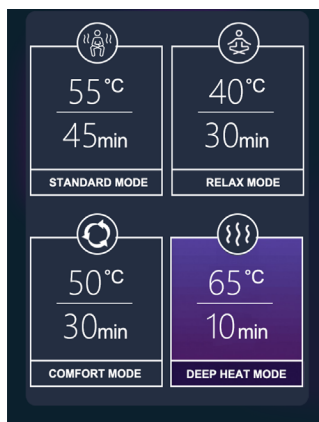 55°C
45min
STANDARD MODE
40°C
30min
RELAX MODE
50°C
30min
COMFORT MODE
65°C
10min
DEEP HEAT MODE